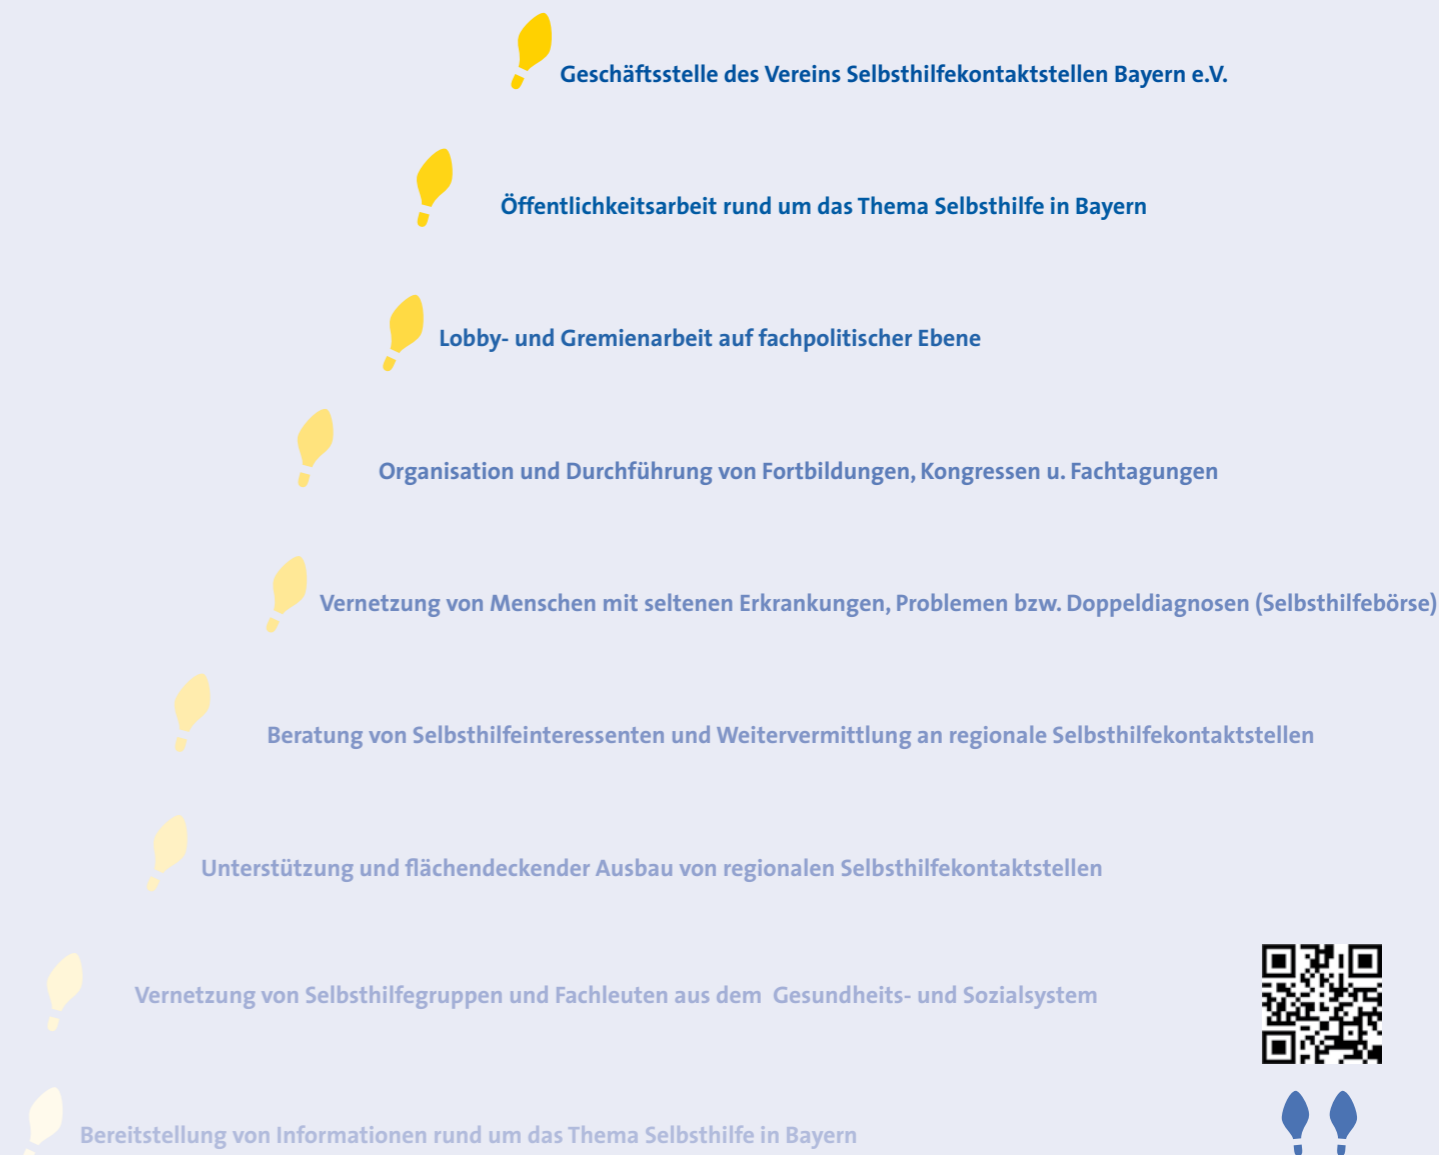 Geschäftsstelle des Vereins Selbsthilfekontaktstellen Bayern e.V.
Öffentlichkeitsarbeit rund um das Thema Selbsthilfe in Bayern
Lobby- und Gremienarbeit auf fachpolitischer Ebene
Organisation und Durchführung von Fortbildungen, Kongressen u. Fachtagungen
Vernetzung von Menschen mit seltenen Erkrankungen, Problemen bzw. Doppeldiagnosen (Selbsthilfebörse)
Beratung von Selbsthilfeinteressenten und Weitervermittlung an regionale Selbsthilfekontaktstellen
Unterstützung und flächendeckender Ausbau von regionalen Selbsthilfekontaktstellen
Vernetzung von Selbsthilfegruppen und Fachleuten aus dem Gesundheits- und Sozialsystem
Bereitstellung von Informationen rund um das Thema Selbsthilfe in Bayern